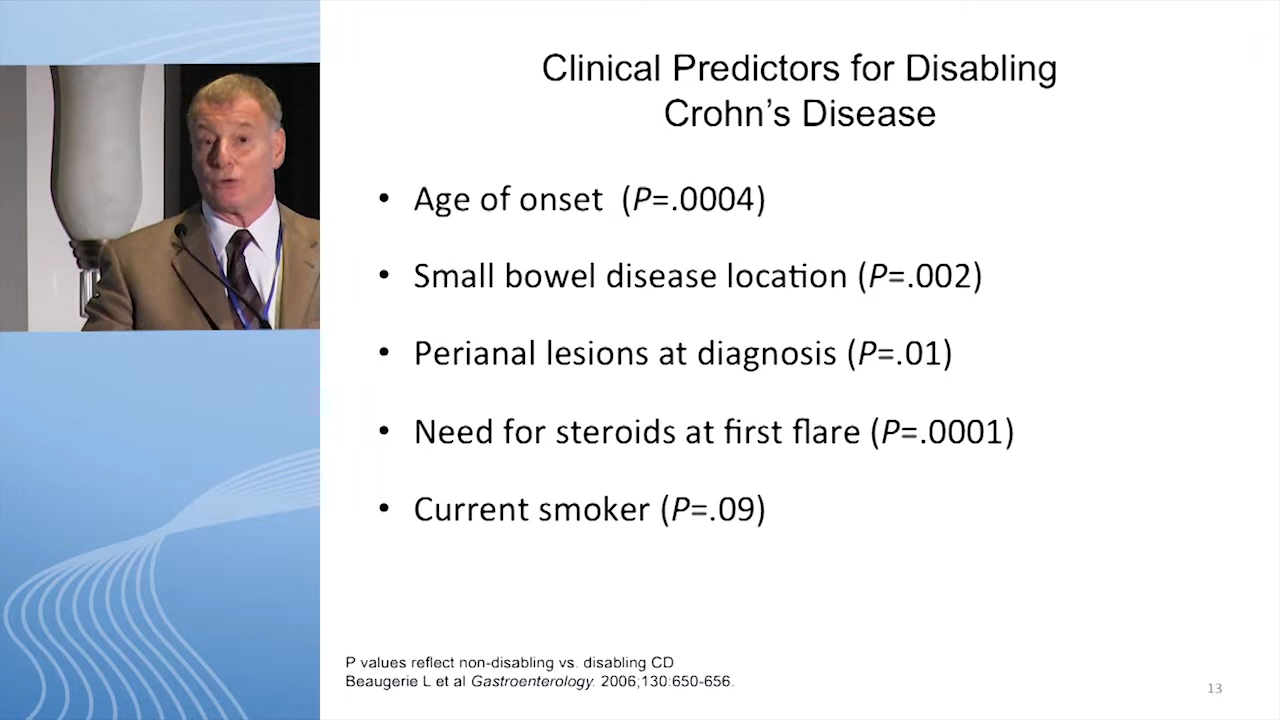 Clinical Predictors for Disabling
Crohn’s Disease
• Age of onset (P=.0004)
• Small bowel disease location (P=.002)
• Perianal lesions at diagnosis (P=.01)
• Need for steroids at first flare (P=.0001)
• Current smoker (P=.09)
P values reflect non-disabling vs. disabling CD
Beaugerie L et al Gastroenterology. 2006;130:650-656.
13